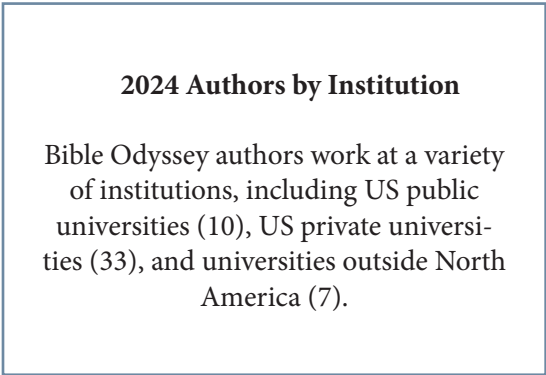 2024 Authors by Institution
Bible Odyssey authors work at a variety
of institutions, including US public
universities (10), US private universi-
ties (33), and universities outside North
America (7).